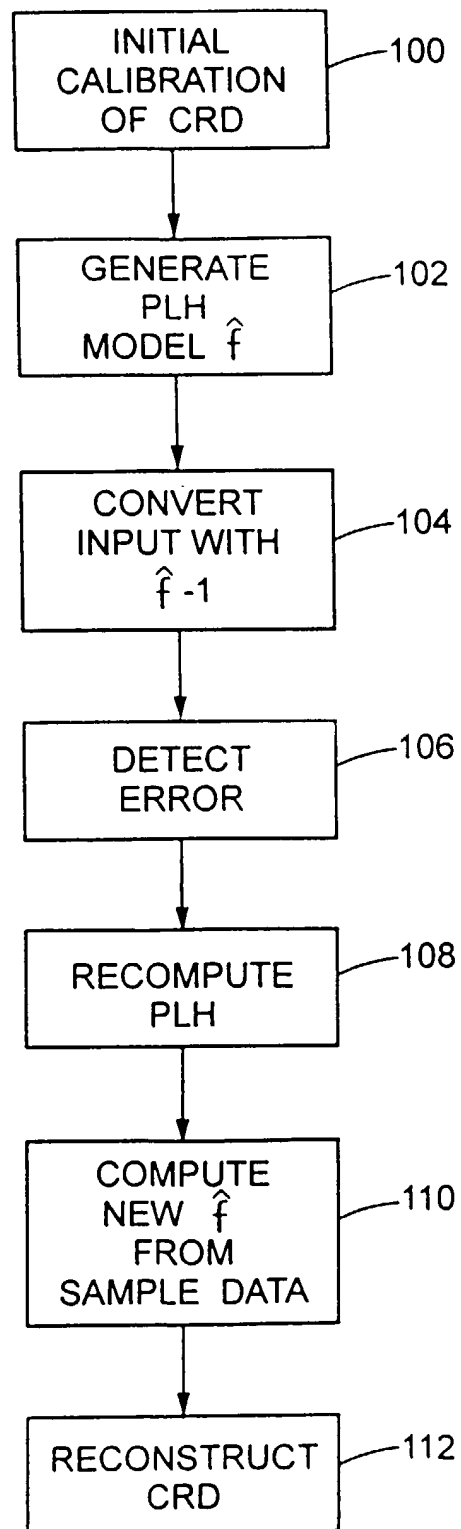 INITIAL
CALIBRATION
OF CRD
100
GENERATE
PLH
MODEL f̂
102
CONVERT
INPUT WITH
f̂ -1
104
DETECT
ERROR
106
RECOMPUTE
PLH
108
COMPUTE
NEW f̂
FROM
SAMPLE DATA
110
RECONSTRUCT
CRD
112